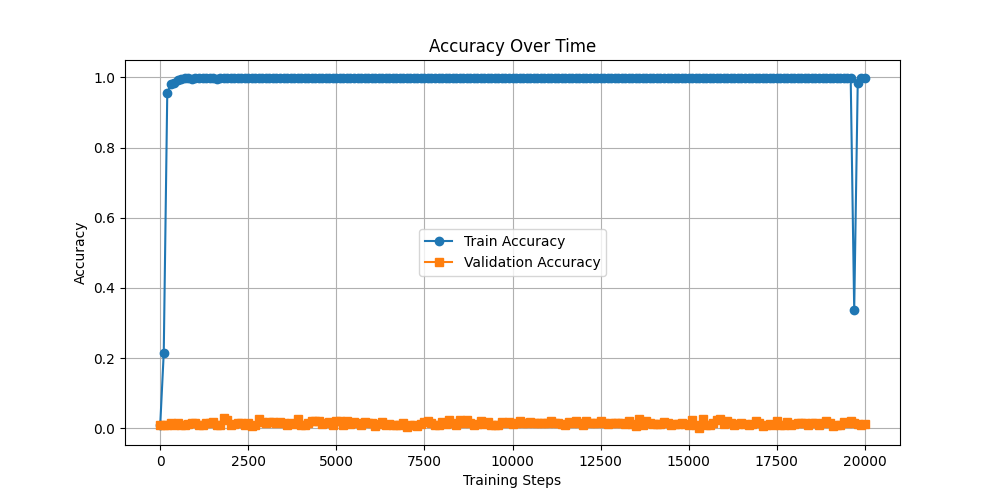 Accuracy Over Time
1.0
0.8
0.6
0.4
0.2
0.0
Accuracy
Train Accuracy
Validation Accuracy
0 2500 5000 7500 10000 12500 15000 17500 20000
Training Steps